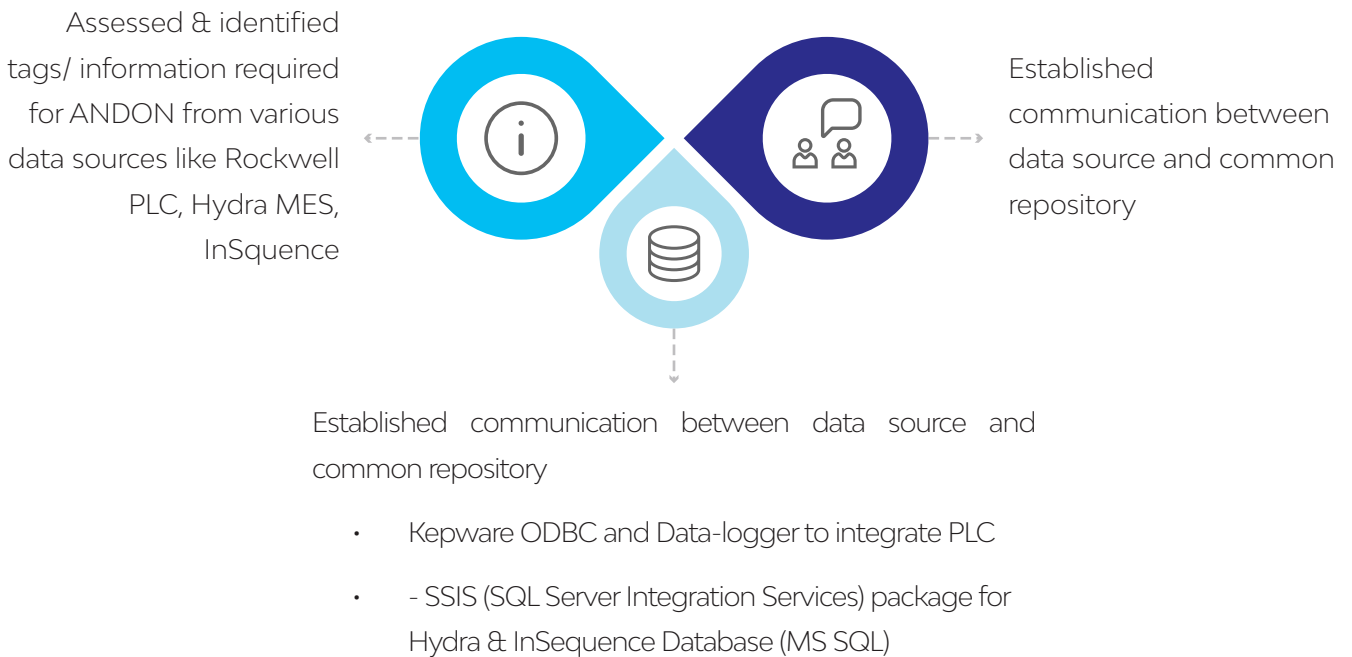 Assessed & identified
tags/ information required
for ANDON from various
data sources like Rockwell
PLC, Hydra MES,
InSquence
Established
communication between
data source and common
repository
Established communication between data source and
common repository
• Kepware ODBC and Data-logger to integrate PLC
• - SSIS (SQL Server Integration Services) package for
Hydra & InSequence Database (MS SQL)